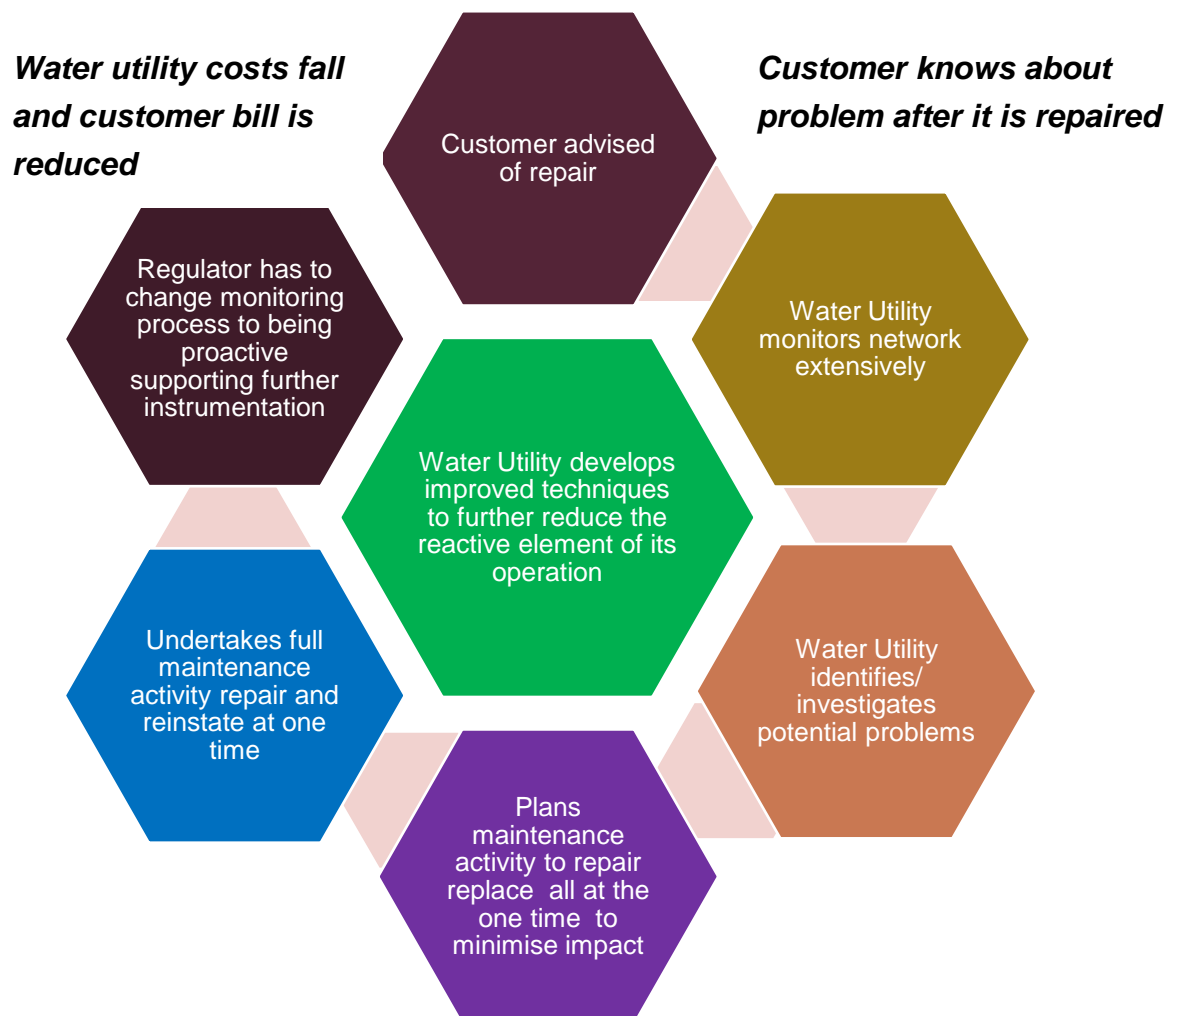 Water utility costs fall
and customer bill is
reduced
Customer knows about
problem after it is repaired
Customer advised
of repair
Water Utility
monitors network
extensively
Water Utility
identifies/
investigates
potential problems
Plans
maintenance
activity to repair
replace  all at the
one time  to
minimise impact
Undertakes full
maintenance
activity repair and
reinstate at one
time
Regulator has to
change monitoring
process to being
proactive
supporting further
instrumentation
Water Utility develops
improved techniques
to further reduce the
reactive element of its
operation